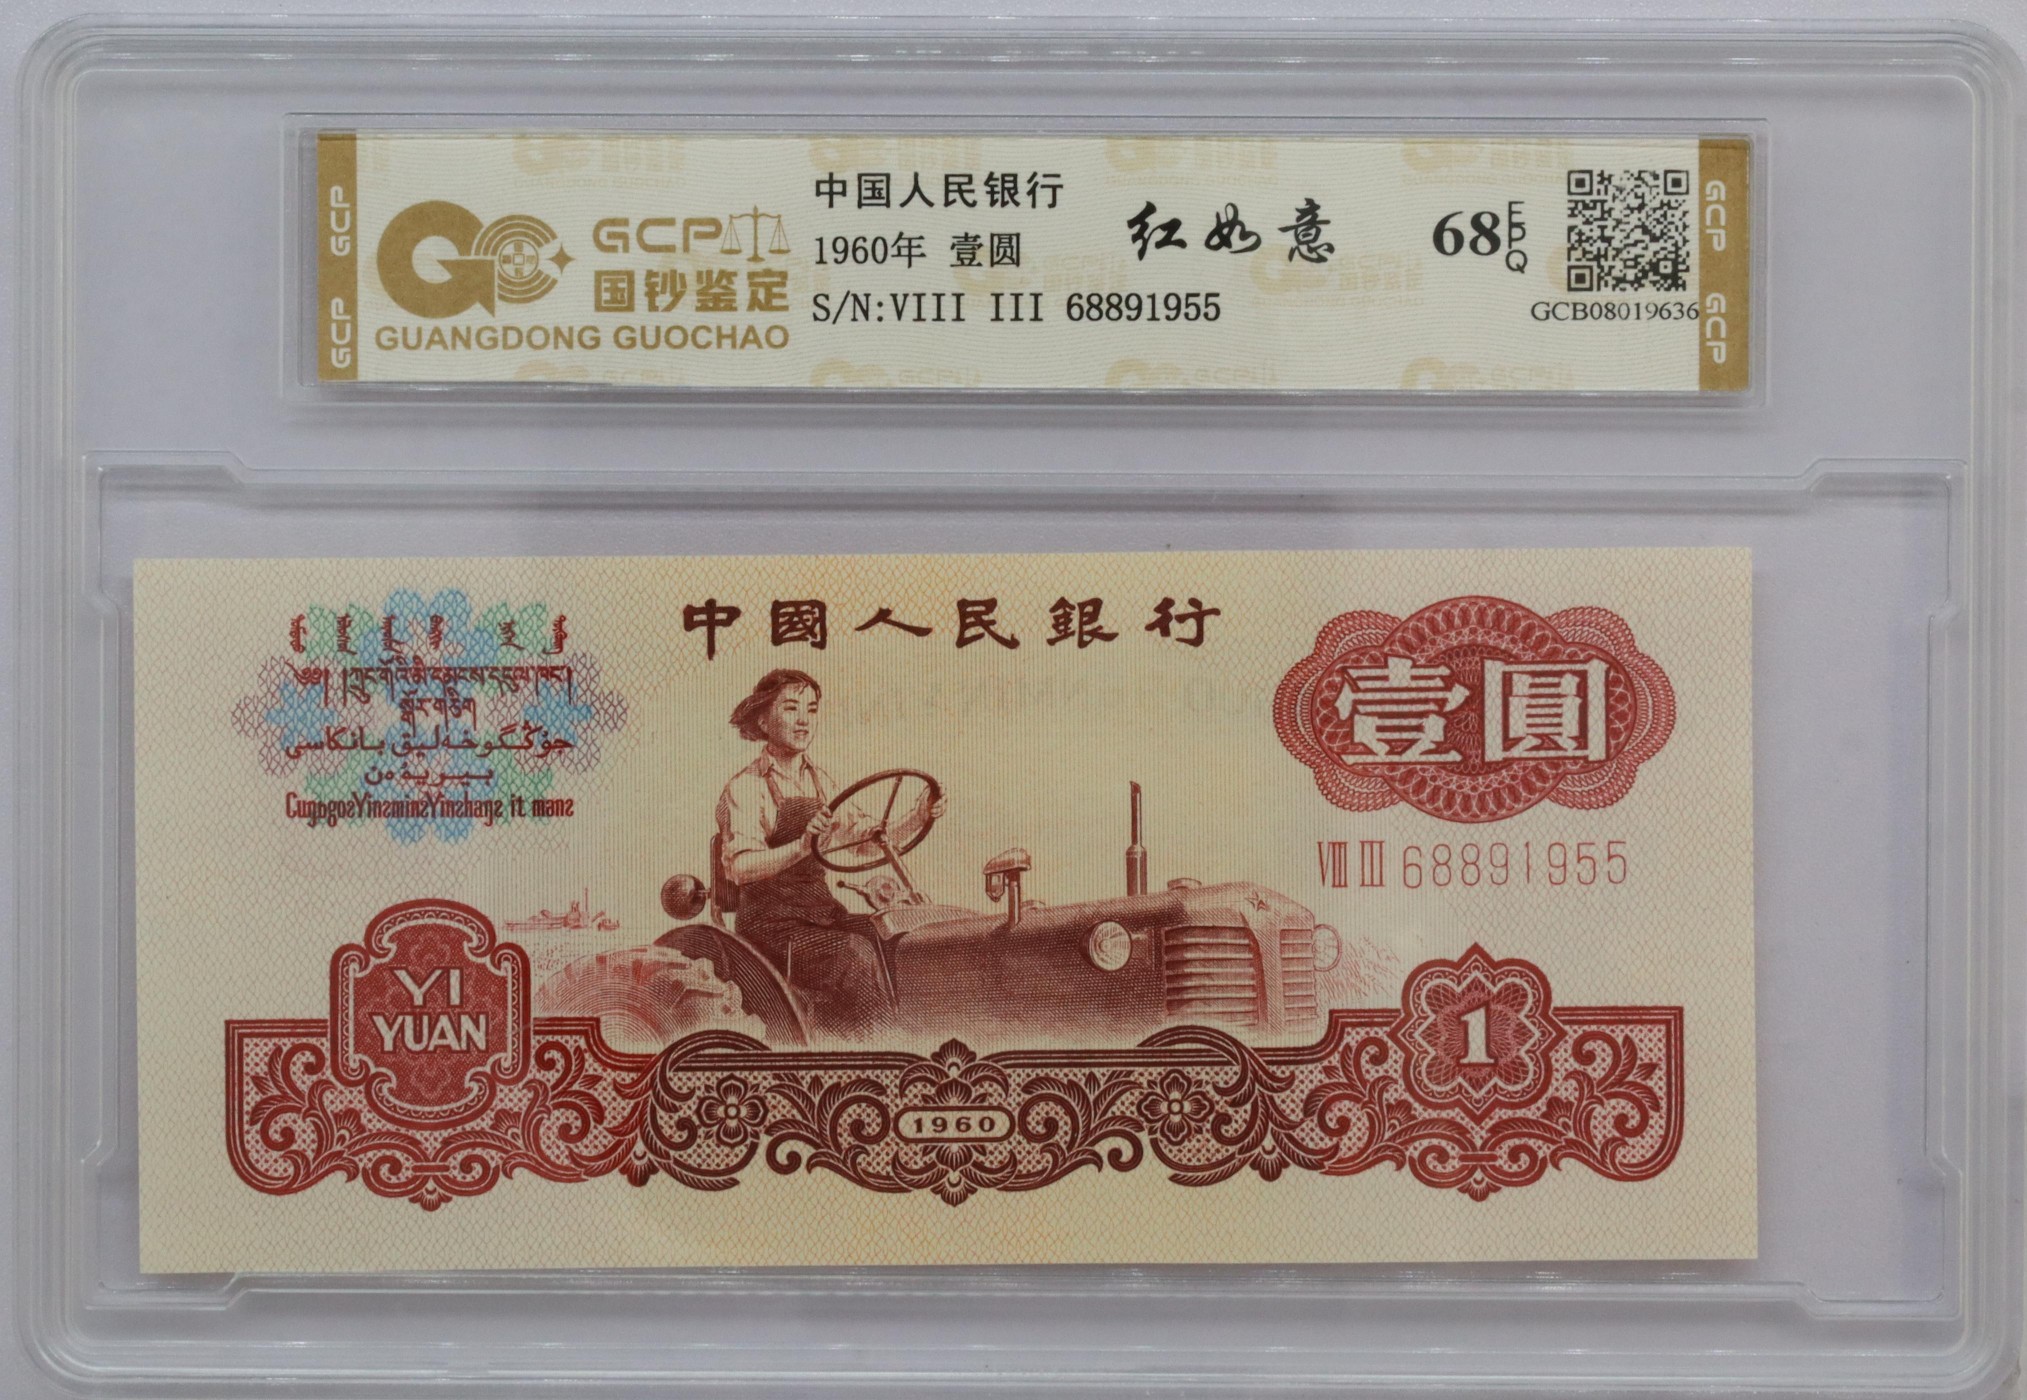 GCP
GCP
GCP
国钞鉴定
GUANGDONG GUOCHAO
中国人民银行
1960年 壹圆
S/N:VIII III 68891955
红如意
68 EPQ
GCB08019636
GCP
GCP
中國人民銀行
壹圓
VIII III 68891955
YI
YUAN
1960
1